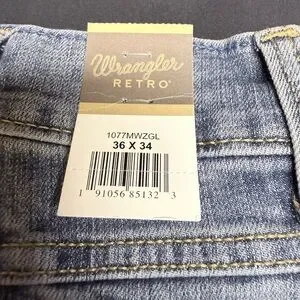 Wrangler
RETRO
1077MWZGL
36 X 34
1 91056 85132 3